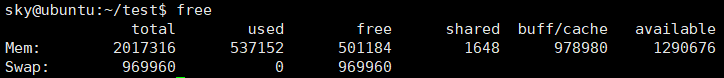 sky@ubuntu:~/test$ free
              total        used        free      shared  buff/cache   available
Mem:        2017316      537152      501184        1648      978980     1290676
Swap:        969960           0      969960